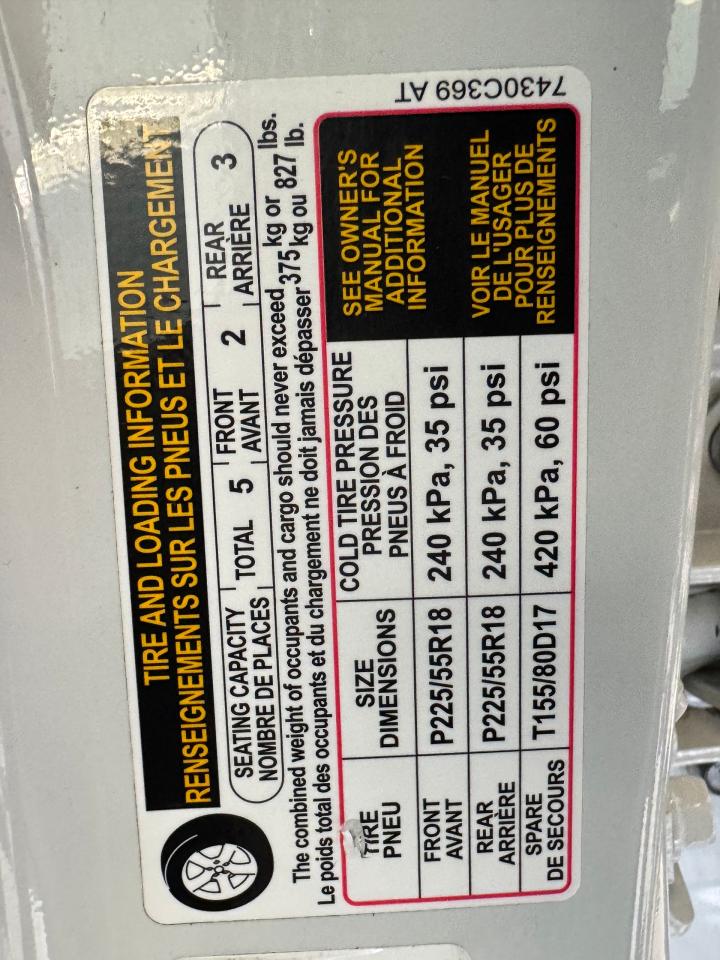 TIRE AND LOADING INFORMATION
RENSEIGNEMENTS SUR LES PNEUS ET LE CHARGEMENT
SEATING CAPACITY TOTAL 5 FRONT 2 REAR 3
NOMBRE DE PLACES AVANT ARRIÈRE
The combined weight of occupants and cargo should never exceed 375 kg or 827 lbs.
Le poids total des occupants et du chargement ne doit jamais dépasser 375 kg ou 827 lb.
TIRE
PNEU
SIZE
DIMENSIONS
COLD TIRE PRESSURE
PRESSION DES
PNEUS À FROID
SEE OWNER'S
MANUAL FOR
ADDITIONAL
INFORMATION
FRONT
AVANT
P225/55R18
240 kPa, 35 psi
REAR
ARRIÈRE
P225/55R18
240 kPa, 35 psi
SPARE
DE SECOURS
T155/80D17
420 kPa, 60 psi
VOIR LE MANUEL
DE L'USAGER
POUR PLUS DE
RENSEIGNEMENTS
7430C369 AT